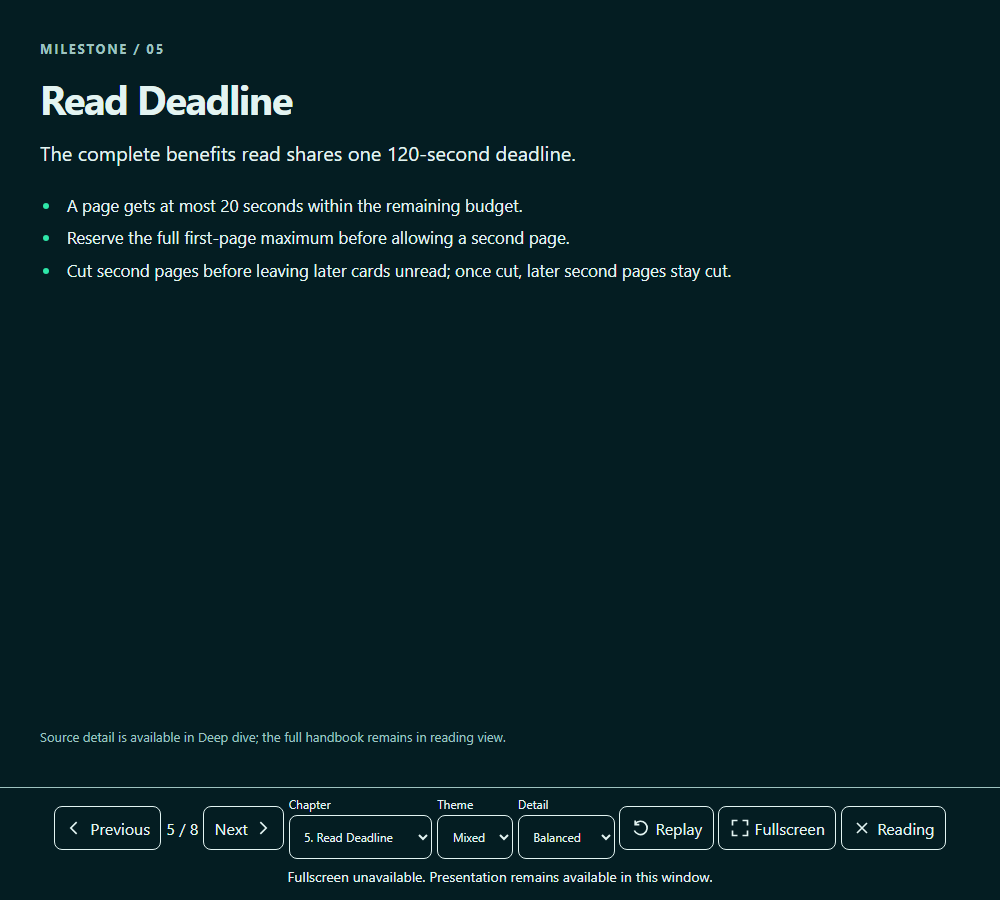 MILESTONE / 05
Read Deadline
The complete benefits read shares one 120-second deadline.
A page gets at most 20 seconds within the remaining budget.
Reserve the full first-page maximum before allowing a second page.
Cut second pages before leaving later cards unread; once cut, later second pages stay cut.
Source detail is available in Deep dive; the full handbook remains in reading view.
Chapter Theme Detail
Previous 5 / 8 Next 5. Read Deadline Mixed Balanced Replay Fullscreen Reading
Fullscreen unavailable. Presentation remains available in this window.